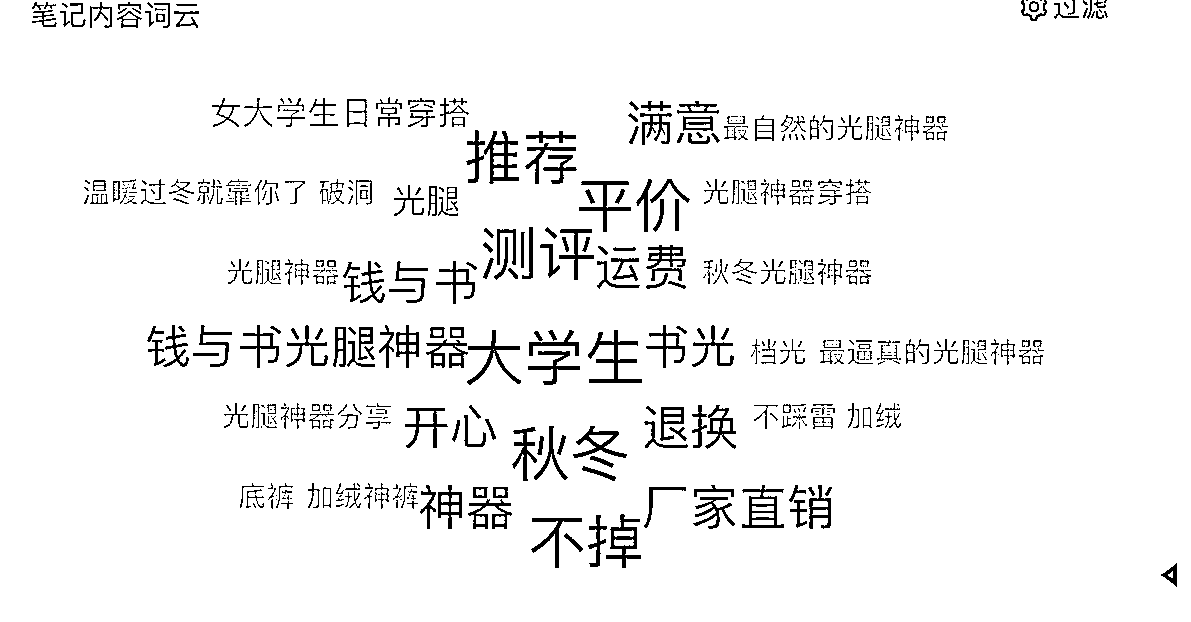 笔记内容词云 过滤
女大学生日常穿搭 满意 最自然的光腿神器
推荐
温暖过冬就靠你了 破洞 光腿 平价 光腿神器穿搭
测评
光腿神器 钱与书 运费 秋冬光腿神器
钱与书光腿神器 大学生 书光 档光 最逼真的光腿神器
光腿神器分享 开心 退换 不踩雷 加绒
秋冬
底裤 加绒神裤 神器 厂家直销
不掉